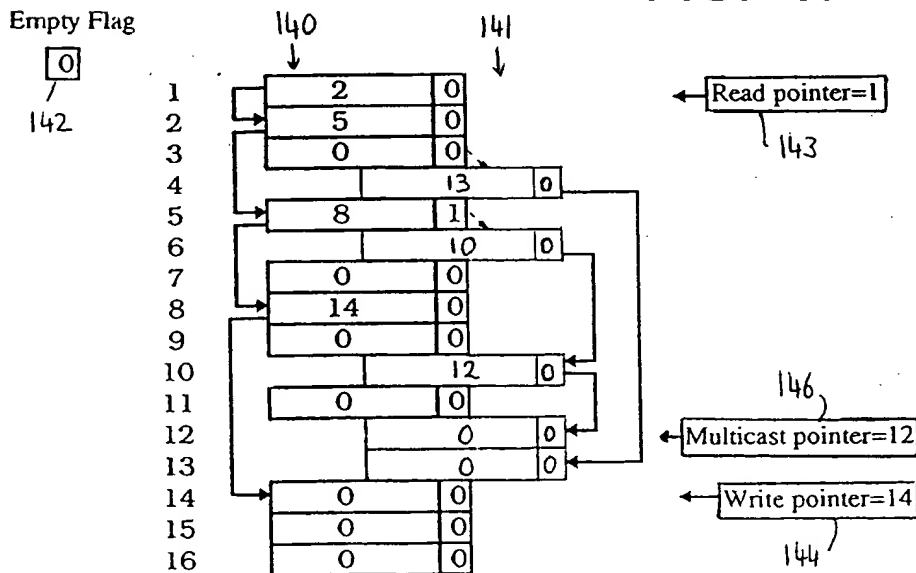 Empty Flag
140
141
0
142
1 2 0
Read pointer=1
2 5 0
143
3 0 0
4 13 0
5 8 1
6 10 0
7 0 0
8 14 0
9 0 0
10 12 0
146
11 0 0
12 0 0
Multicast pointer=12
13 0 0
14 0 0
Write pointer=14
15 0 0
144
16 0 0